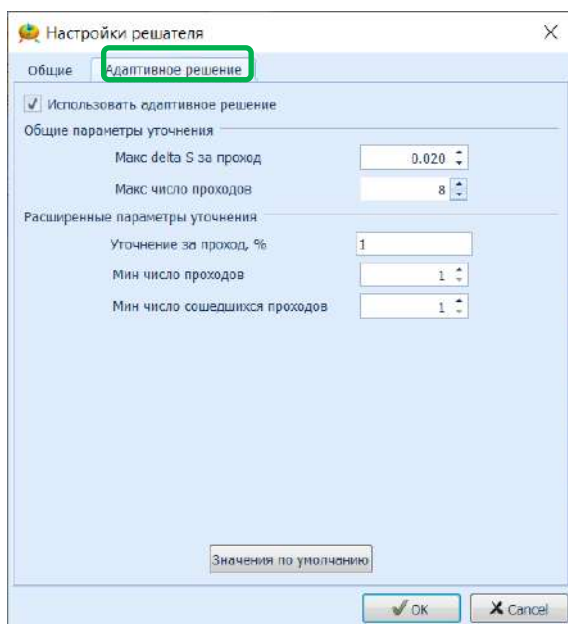 Настройки решателя
Общие Адаптивное решение
Использовать адаптивное решение
Общие параметры уточнения
Макс delta S за проход 0.020
Макс число проходов 8
Расширенные параметры уточнения
Уточнение за проход, % 1
Мин число проходов 1
Мин число сошедшихся проходов 1
Значения по умолчанию
OK Cancel